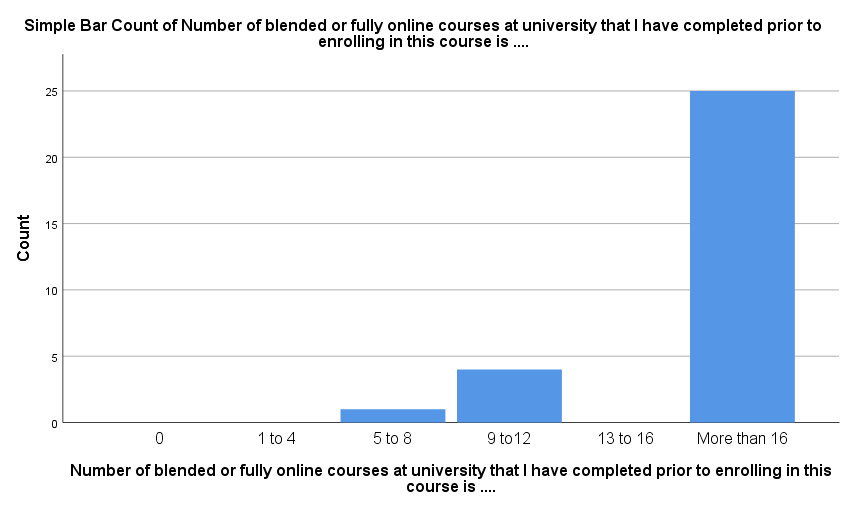 Simple Bar Count of Number of blended or fully online courses at university that I have completed prior to
enrolling in this course is ....
25
20
15
10
5
0
Count
0
1 to 4
5 to 8
9 to12
13 to 16
More than 16
Number of blended or fully online courses at university that I have completed prior to enrolling in this
course is ....